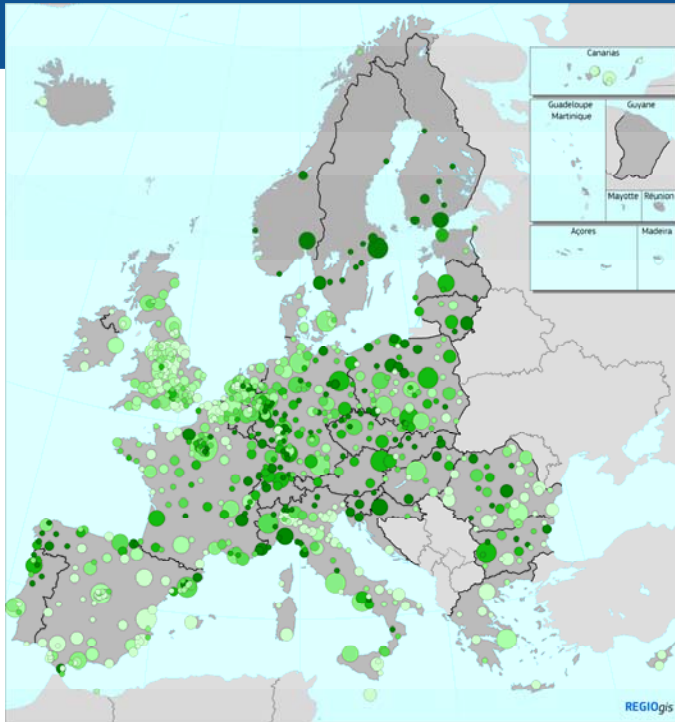 Canarias
Guadeloupe
Martinique
Guyane
Mayotte
Réunion
Açores
Madeira
REGIOgis